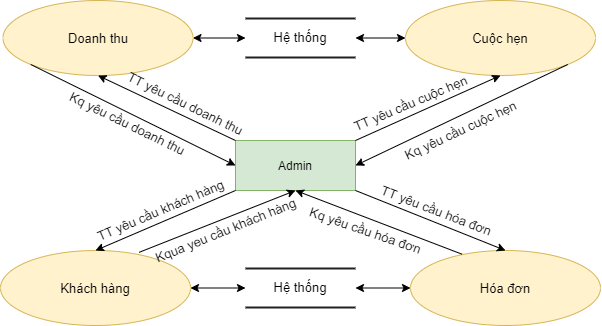 Doanh thu
Hệ thống
Cuộc hẹn
TT yêu cầu doanh thu
Kq yêu cầu doanh thu
TT yêu cầu cuộc hẹn
Kq yêu cầu cuộc hẹn
Admin
TT yêu cầu khách hàng
Kqua yeu cầu khách hàng
TT yêu cầu hóa đơn
Kq yêu cầu hóa đơn
Khách hàng
Hệ thống
Hóa đơn